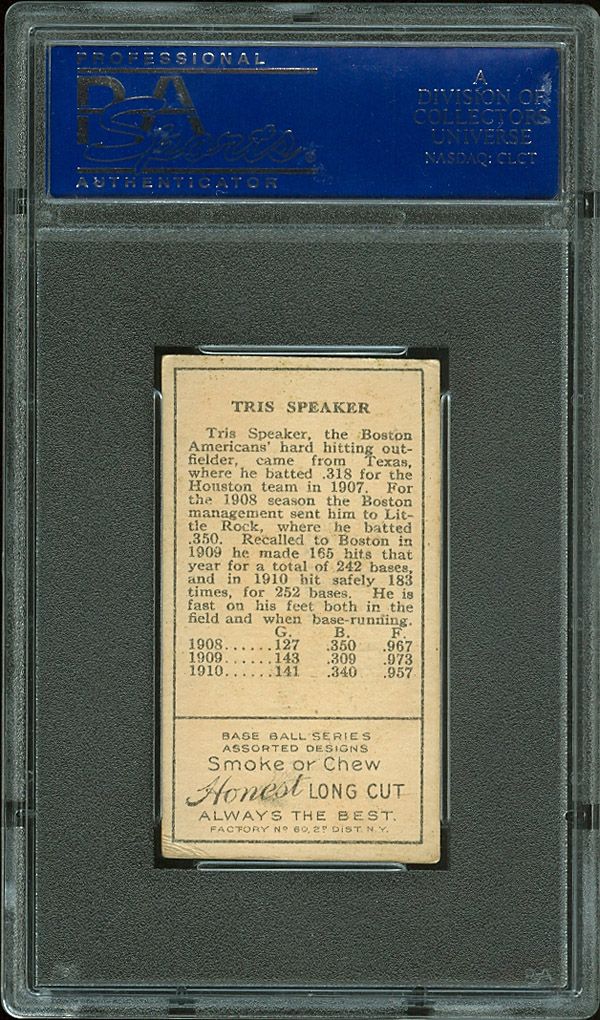 PROFESSIONAL
PSA
Sports
AUTHENTICATOR
A
DIVISION OF
COLLECTORS
UNIVERSE
NASDAQ: CLCT
TRIS SPEAKER
Tris Speaker, the Boston
Americans' hard hitting out-
fielder, came from Texas,
where he batted .318 for the
Houston team in 1907. For
the 1908 season the Boston
management sent him to Lit-
tle Rock, where he batted
.350. Recalled to Boston in
1909 he made 165 hits that
year for a total of 242 bases,
and in 1910 hit safely 183
times, for 252 bases. He is
fast on his feet both in the
field and when base-running.
G. B. F.
1908......127 .350 .967
1909......143 .309 .973
1910......141 .340 .957
BASE BALL SERIES
ASSORTED DESIGNS
Smoke or Chew
Honest LONG CUT
ALWAYS THE BEST.
FACTORY Nº 60, 2ᴰ DIST. N.Y.
PSA